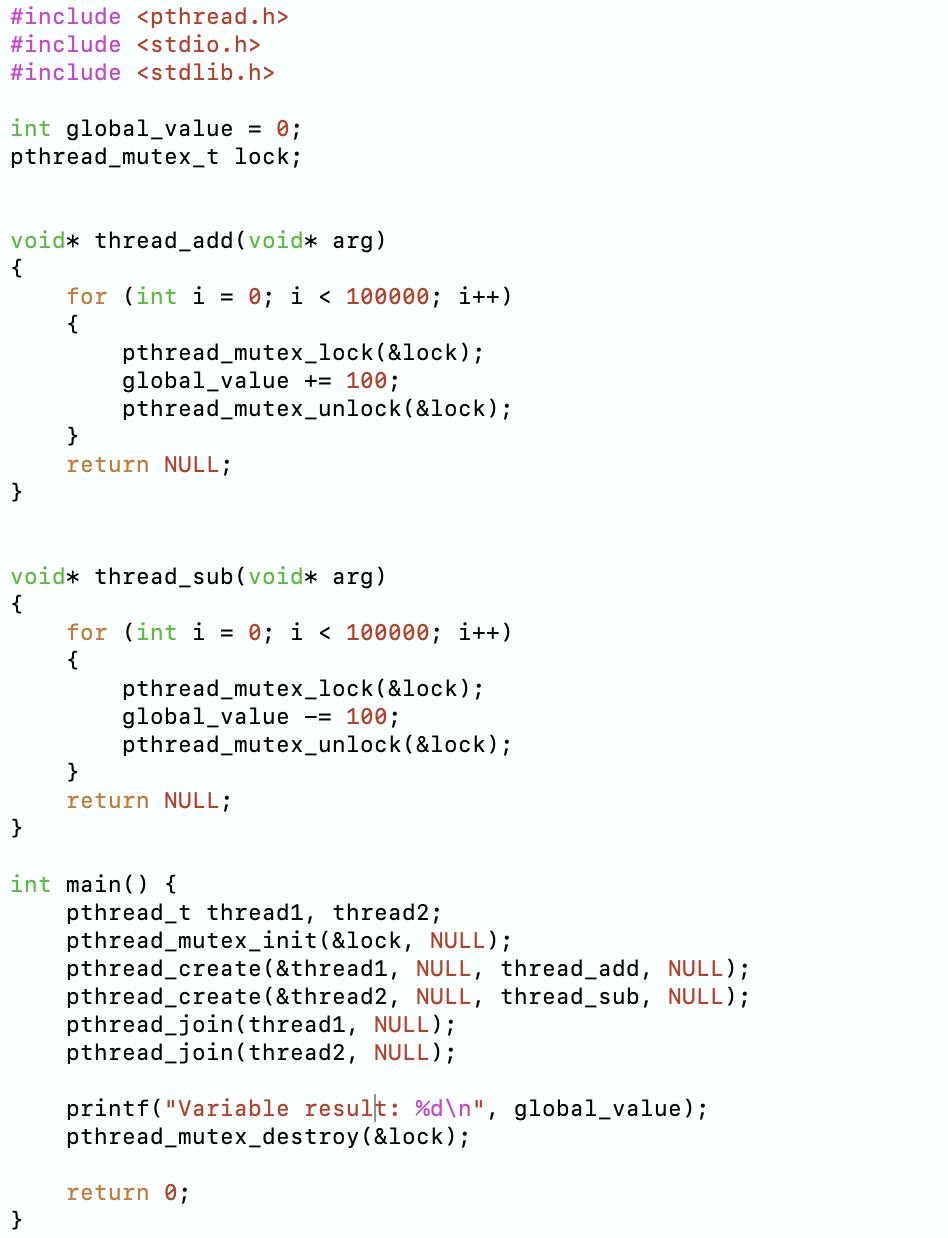 #include <pthread.h>
#include <stdio.h>
#include <stdlib.h>

int global_value = 0;
pthread_mutex_t lock;


void* thread_add(void* arg)
{
    for (int i = 0; i < 100000; i++)
    {
        pthread_mutex_lock(&lock);
        global_value += 100;
        pthread_mutex_unlock(&lock);
    }
    return NULL;
}


void* thread_sub(void* arg)
{
    for (int i = 0; i < 100000; i++)
    {
        pthread_mutex_lock(&lock);
        global_value -= 100;
        pthread_mutex_unlock(&lock);
    }
    return NULL;
}

int main() {
    pthread_t thread1, thread2;
    pthread_mutex_init(&lock, NULL);
    pthread_create(&thread1, NULL, thread_add, NULL);
    pthread_create(&thread2, NULL, thread_sub, NULL);
    pthread_join(thread1, NULL);
    pthread_join(thread2, NULL);

    printf("Variable result: %d\n", global_value);
    pthread_mutex_destroy(&lock);

    return 0;
}